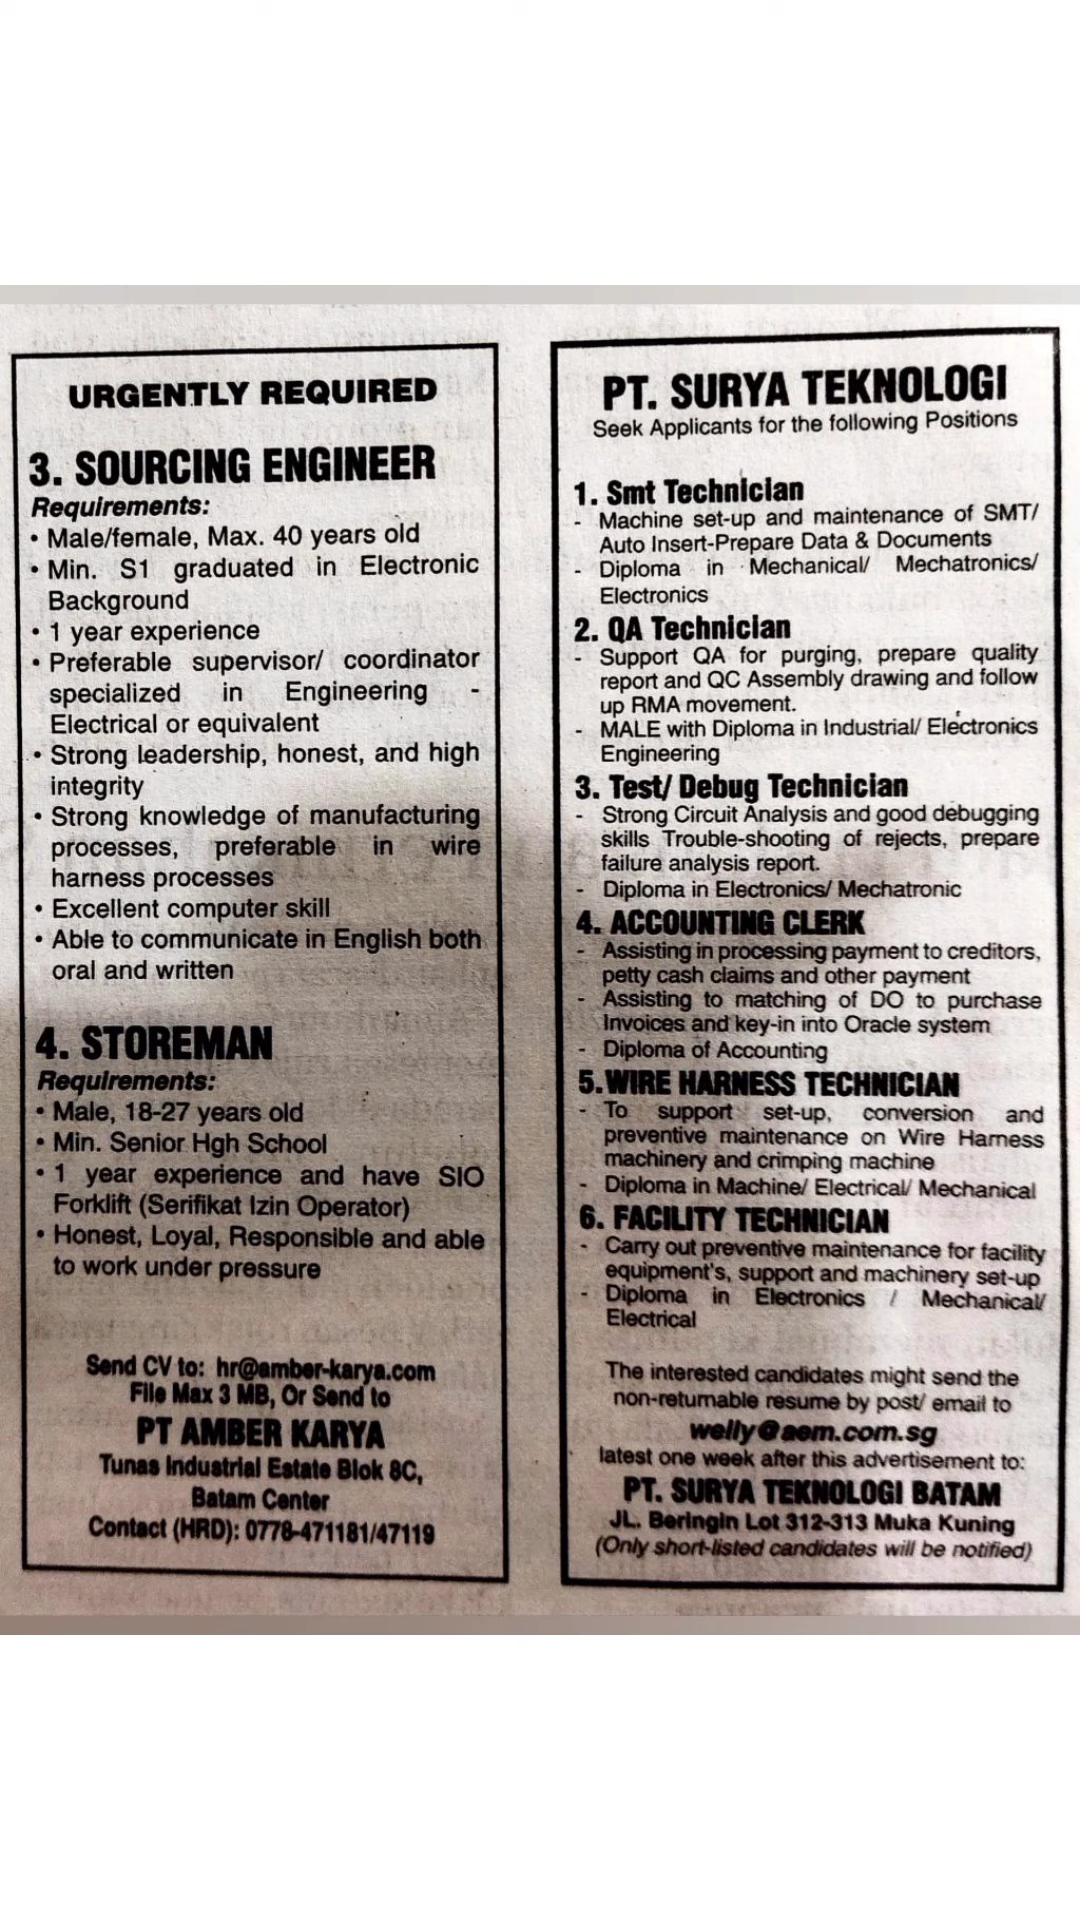 URGENTLY REQUIRED
3. SOURCING ENGINEER
Requirements:
• Male/female, Max. 40 years old
• Min. S1 graduated in Electronic
Background
• 1 year experience
• Preferable supervisor/ coordinator
specialized in Engineering -
Electrical or equivalent
• Strong leadership, honest, and high
integrity
• Strong knowledge of manufacturing
processes, preferable in wire
harness processes
• Excellent computer skill
• Able to communicate in English both
oral and written
4. STOREMAN
Requirements:
• Male, 18-27 years old
• Min. Senior Hgh School
• 1 year experience and have SIO
Forklift (Serifikat Izin Operator)
• Honest, Loyal, Responsible and able
to work under pressure
Send CV to: hr@amber-karya.com
File Max 3 MB, Or Send to
PT AMBER KARYA
Tunas Industrial Estate Blok 8C,
Batam Center
Contact (HRD): 0778-471181/47119
PT. SURYA TEKNOLOGI
Seek Applicants for the following Positions
1. Smt Technician
- Machine set-up and maintenance of SMT/
Auto Insert-Prepare Data & Documents
- Diploma in Mechanical/ Mechatronics/
Electronics
2. QA Technician
- Support QA for purging, prepare quality
report and QC Assembly drawing and follow
up RMA movement.
- MALE with Diploma in Industrial/ Electronics
Engineering
3. Test/ Debug Technician
- Strong Circuit Analysis and good debugging
skills Trouble-shooting of rejects, prepare
failure analysis report.
- Diploma in Electronics/ Mechatronic
4. ACCOUNTING CLERK
- Assisting in processing payment to creditors,
petty cash claims and other payment
- Assisting to matching of DO to purchase
Invoices and key-in into Oracle system
- Diploma of Accounting
5.WIRE HARNESS TECHNICIAN
- To support set-up, conversion and
preventive maintenance on Wire Harness
machinery and crimping machine
- Diploma in Machine/ Electrical/ Mechanical
6. FACILITY TECHNICIAN
- Carry out preventive maintenance for facility
equipment's, support and machinery set-up
- Diploma in Electronics / Mechanical/
Electrical
The interested candidates might send the
non-returnable resume by post/ email to
welly@aem.com.sg
latest one week after this advertisement to:
PT. SURYA TEKNOLOGI BATAM
JL. Beringin Lot 312-313 Muka Kuning
(Only short-listed candidates will be notified)